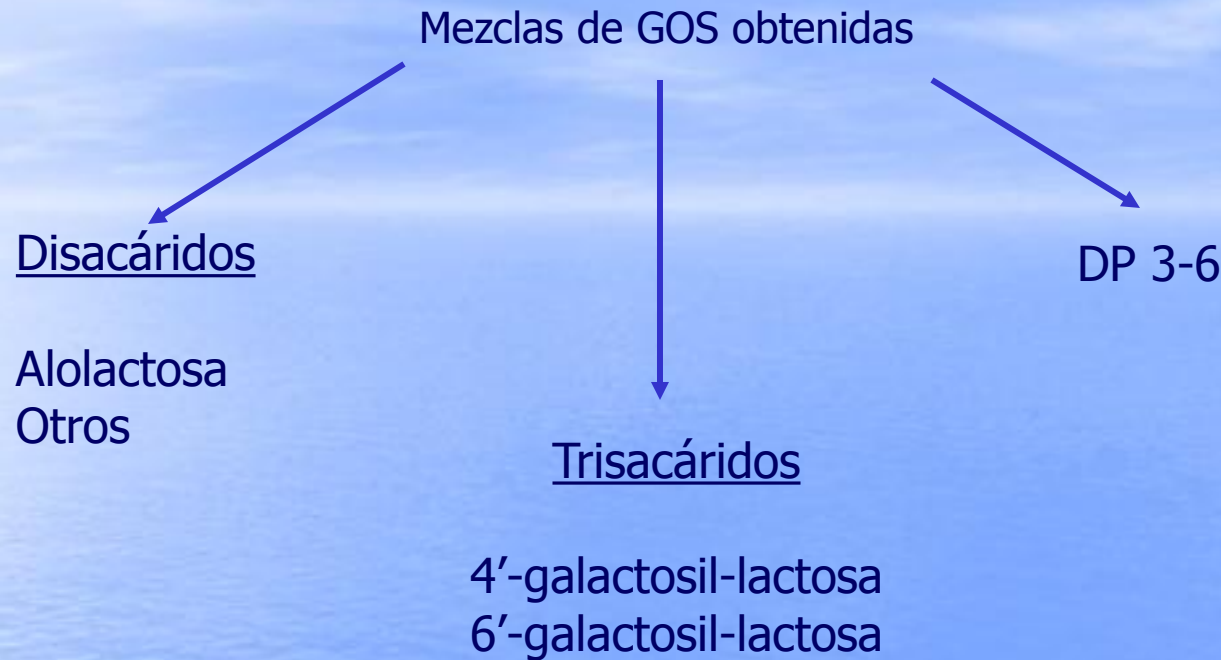 Mezclas de GOS obtenidas
Disacáridos
Alolactosa
Otros
DP 3-6
Trisacáridos
4’-galactosil-lactosa
6’-galactosil-lactosa